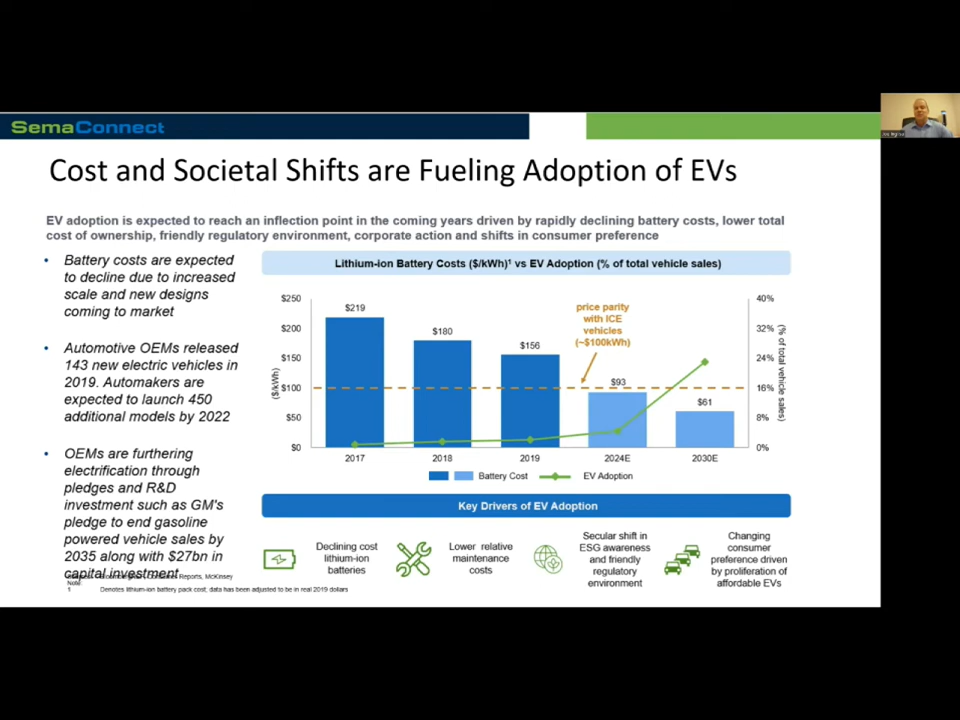 SemaConnect
Cost and Societal Shifts are Fueling Adoption of EVs
EV adoption is expected to reach an inflection point in the coming years driven by rapidly declining battery costs, lower total
cost of ownership, friendly regulatory environment, corporate action and shifts in consumer preference
• Battery costs are expected
to decline due to increased
scale and new designs
coming to market
• Automotive OEMs released
143 new electric vehicles in
2019. Automakers are
expected to launch 450
additional models by 2022
• OEMs are furthering
electrification through
pledges and R&D
investment such as GM's
pledge to end gasoline
powered vehicle sales by
2035 along with $27bn in
capital investment
Lithium-ion Battery Costs ($/kWh)¹ vs EV Adoption (% of total vehicle sales)
$250
$200
$150
$100
$50
$0
($/kWh)
$219
$180
$156
$93
$61
price parity
with ICE
vehicles
(~$100kWh)
40%
32%
24%
16%
8%
0%
(% of total vehicle sales)
2017
2018
2019
2024E
2030E
Battery Cost
EV Adoption
Key Drivers of EV Adoption
Declining cost
lithium-ion
batteries
Lower relative
maintenance
costs
Secular shift in
ESG awareness
and friendly
regulatory
environment
Changing
consumer
preference driven
by proliferation of
affordable EVs
Reports, McKinsey
Note:
1 Denotes lithium-ion battery pack cost; data has been adjusted to be in real 2019 dollars